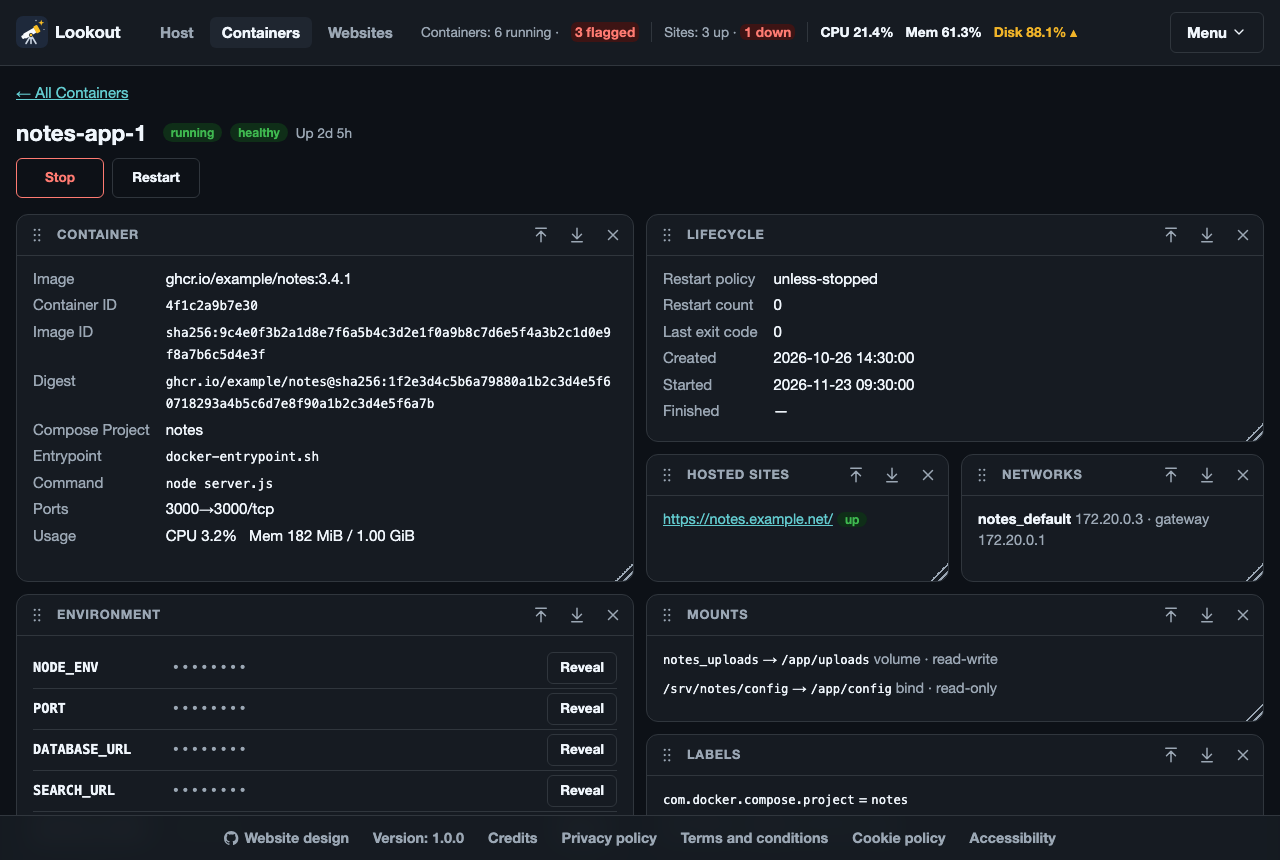 Lookout
Host
Containers
Websites
Containers: 6 running · 3 flagged
Sites: 3 up · 1 down
CPU 21.4% Mem 61.3% Disk 88.1% ▲
Menu
← All Containers
notes-app-1 running healthy Up 2d 5h
Stop
Restart
CONTAINER
Image ghcr.io/example/notes:3.4.1
Container ID 4f1c2a9b7e30
Image ID sha256:9c4e0f3b2a1d8e7f6a5b4c3d2e1f0a9b8c7d6e5f4a3b2c1d0e9
f8a7b6c5d4e3f
Digest ghcr.io/example/notes@sha256:1f2e3d4c5b6a79880a1b2c3d4e5f6
0718293a4b5c6d7e8f90a1b2c3d4e5f6a7b
Compose Project notes
Entrypoint docker-entrypoint.sh
Command node server.js
Ports 3000→3000/tcp
Usage CPU 3.2% Mem 182 MiB / 1.00 GiB
LIFECYCLE
Restart policy unless-stopped
Restart count 0
Last exit code 0
Created 2026-10-26 14:30:00
Started 2026-11-23 09:30:00
Finished —
HOSTED SITES
https://notes.example.net/ up
NETWORKS
notes_default 172.20.0.3 · gateway
172.20.0.1
ENVIRONMENT
NODE_ENV •••••••• Reveal
PORT •••••••• Reveal
DATABASE_URL •••••••• Reveal
SEARCH_URL •••••••• Reveal
MOUNTS
notes_uploads → /app/uploads volume · read-write
/srv/notes/config → /app/config bind · read-only
LABELS
com.docker.compose.project = notes
Website design
Version: 1.0.0
Credits
Privacy policy
Terms and conditions
Cookie policy
Accessibility